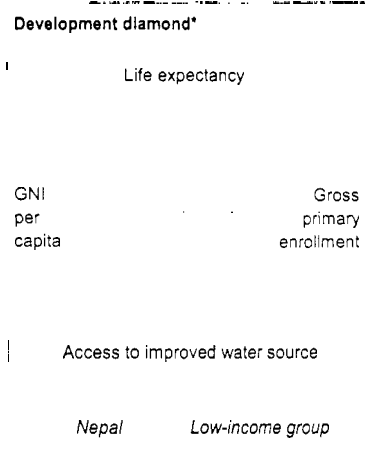 Development diamond*
Life expectancy
GNI
per
capita
Gross
primary
enrollment
Access to improved water source
Nepal Low-income group